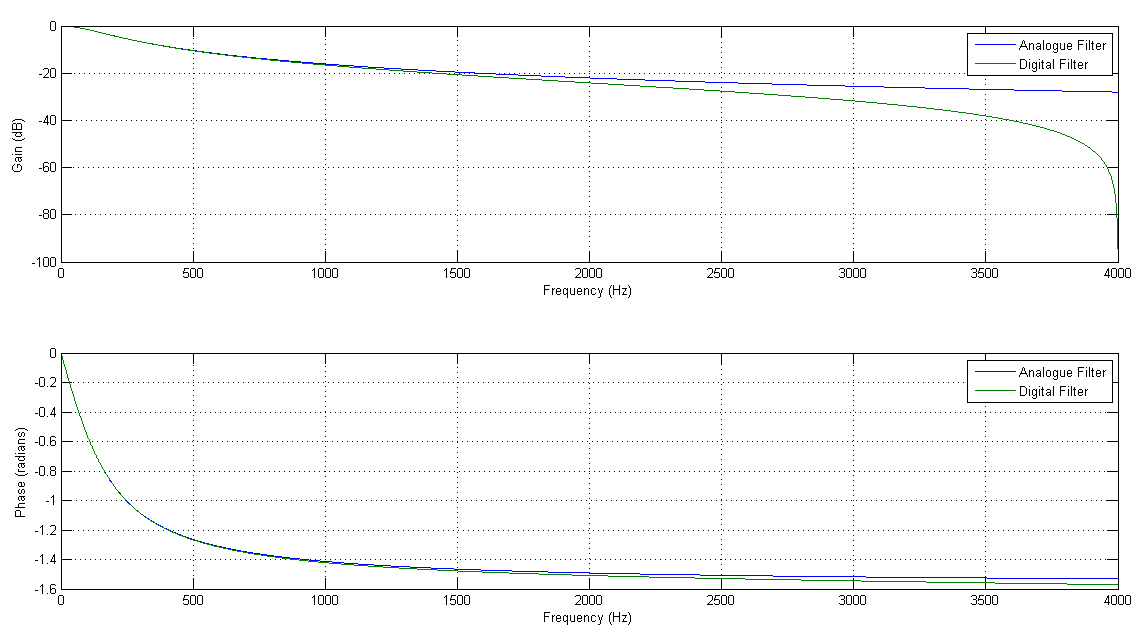 0
-20
-40
-60
-80
-100
Gain (dB)
Analogue Filter
Digital Filter
0 500 1000 1500 2000 2500 3000 3500 4000
Frequency (Hz)
0
-0.2
-0.4
-0.6
-0.8
-1
-1.2
-1.4
-1.6
Phase (radians)
Analogue Filter
Digital Filter
0 500 1000 1500 2000 2500 3000 3500 4000
Frequency (Hz)